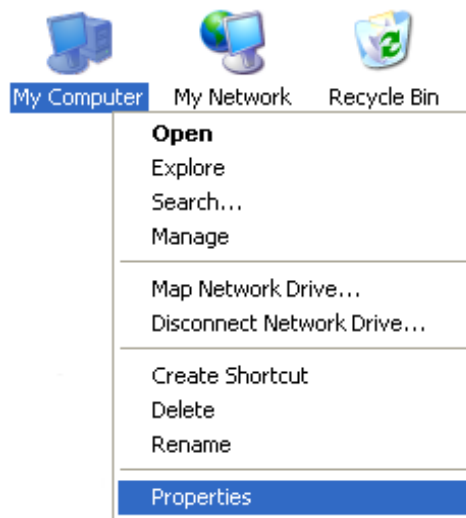 My Computer My Network Recycle Bin
Open
Explore
Search...
Manage
Map Network Drive...
Disconnect Network Drive...
Create Shortcut
Delete
Rename
Properties